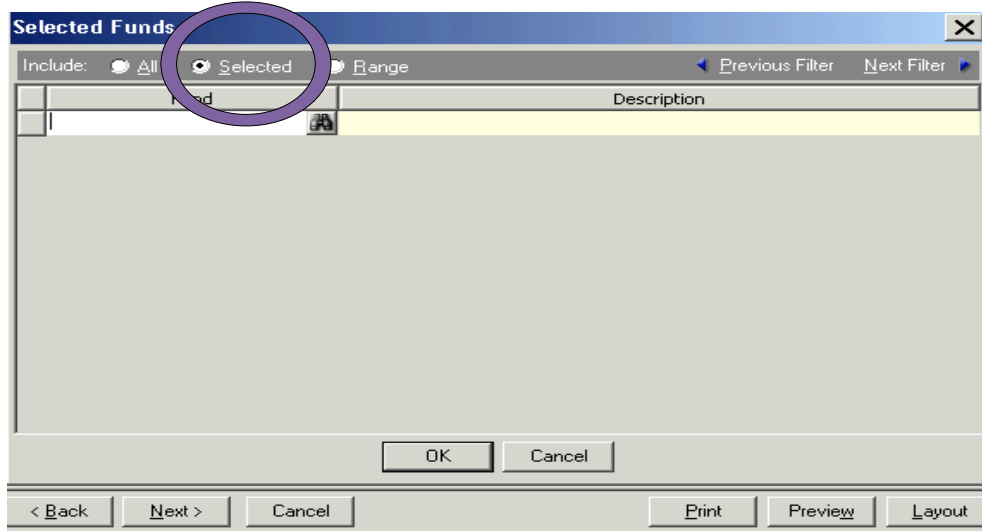 Selected Funds
Include: All Selected Range Previous Filter Next Filter
Description
OK Cancel
< Back Next > Cancel Print Preview Layout